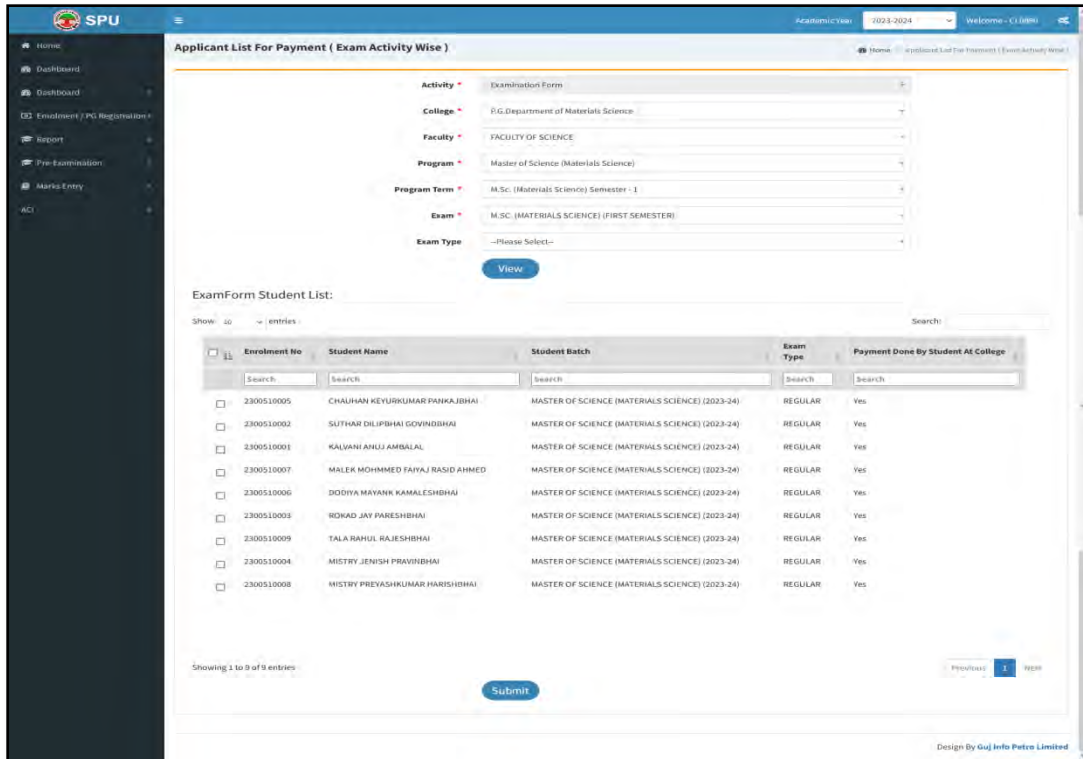 SPU
Academic Year 2023-2024 Welcome -
Home
Dashboard
Dashboard
Enrolment / PG Registration
Report
Pre-Examination
Marks Entry
ACI
Applicant List For Payment ( Exam Activity Wise )
Home Applicant List For Payment ( Exam Activity Wise )
Activity * Examination Form
College * P.G.Department of Materials Science
Faculty * FACULTY OF SCIENCE
Program * Master of Science (Materials Science)
Program Term * M.Sc. (Materials Science) Semester - 1
Exam * M.SC. (MATERIALS SCIENCE) (FIRST SEMESTER)
Exam Type --Please Select--
View
ExamForm Student List:
Show 10 entries Search:
Enrolment No Student Name Student Batch Exam Type Payment Done By Student At College
Search Search Search Search Search
2300510005 CHAUHAN KEYURKUMAR PANKAJBHAI MASTER OF SCIENCE (MATERIALS SCIENCE) (2023-24) REGULAR Yes
2300510002 SUTHAR DILIPBHAI GOVINDBHAI MASTER OF SCIENCE (MATERIALS SCIENCE) (2023-24) REGULAR Yes
2300510001 KALVANI ANUJ AMBALAL MASTER OF SCIENCE (MATERIALS SCIENCE) (2023-24) REGULAR Yes
2300510007 MALEK MOHMMED FAIYAJ RASID AHMED MASTER OF SCIENCE (MATERIALS SCIENCE) (2023-24) REGULAR Yes
2300510006 DODIYA MAYANK KAMALESHBHAI MASTER OF SCIENCE (MATERIALS SCIENCE) (2023-24) REGULAR Yes
2300510003 ROKAD JAY PARESHBHAI MASTER OF SCIENCE (MATERIALS SCIENCE) (2023-24) REGULAR Yes
2300510009 TALA RAHUL RAJESHBHAI MASTER OF SCIENCE (MATERIALS SCIENCE) (2023-24) REGULAR Yes
2300510004 MISTRY JENISH PRAVINBHAI MASTER OF SCIENCE (MATERIALS SCIENCE) (2023-24) REGULAR Yes
2300510008 MISTRY PREYASHKUMAR HARISHBHAI MASTER OF SCIENCE (MATERIALS SCIENCE) (2023-24) REGULAR Yes
Showing 1 to 9 of 9 entries Previous 1 Next
Submit
Design By Guj Info Petro Limited